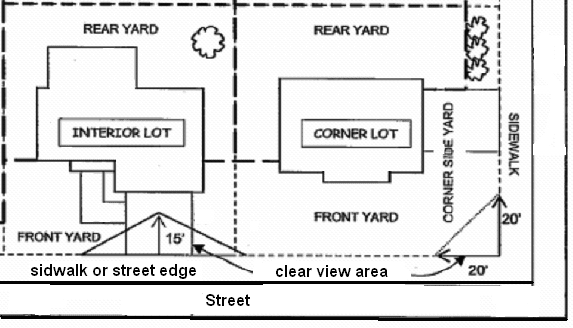 REAR YARD
REAR YARD
INTERIOR LOT
CORNER LOT
CORNER SIDE YARD
SIDEWALK
FRONT YARD
15'
FRONT YARD
20'
sidwalk or street edge
clear view area
20'
Street